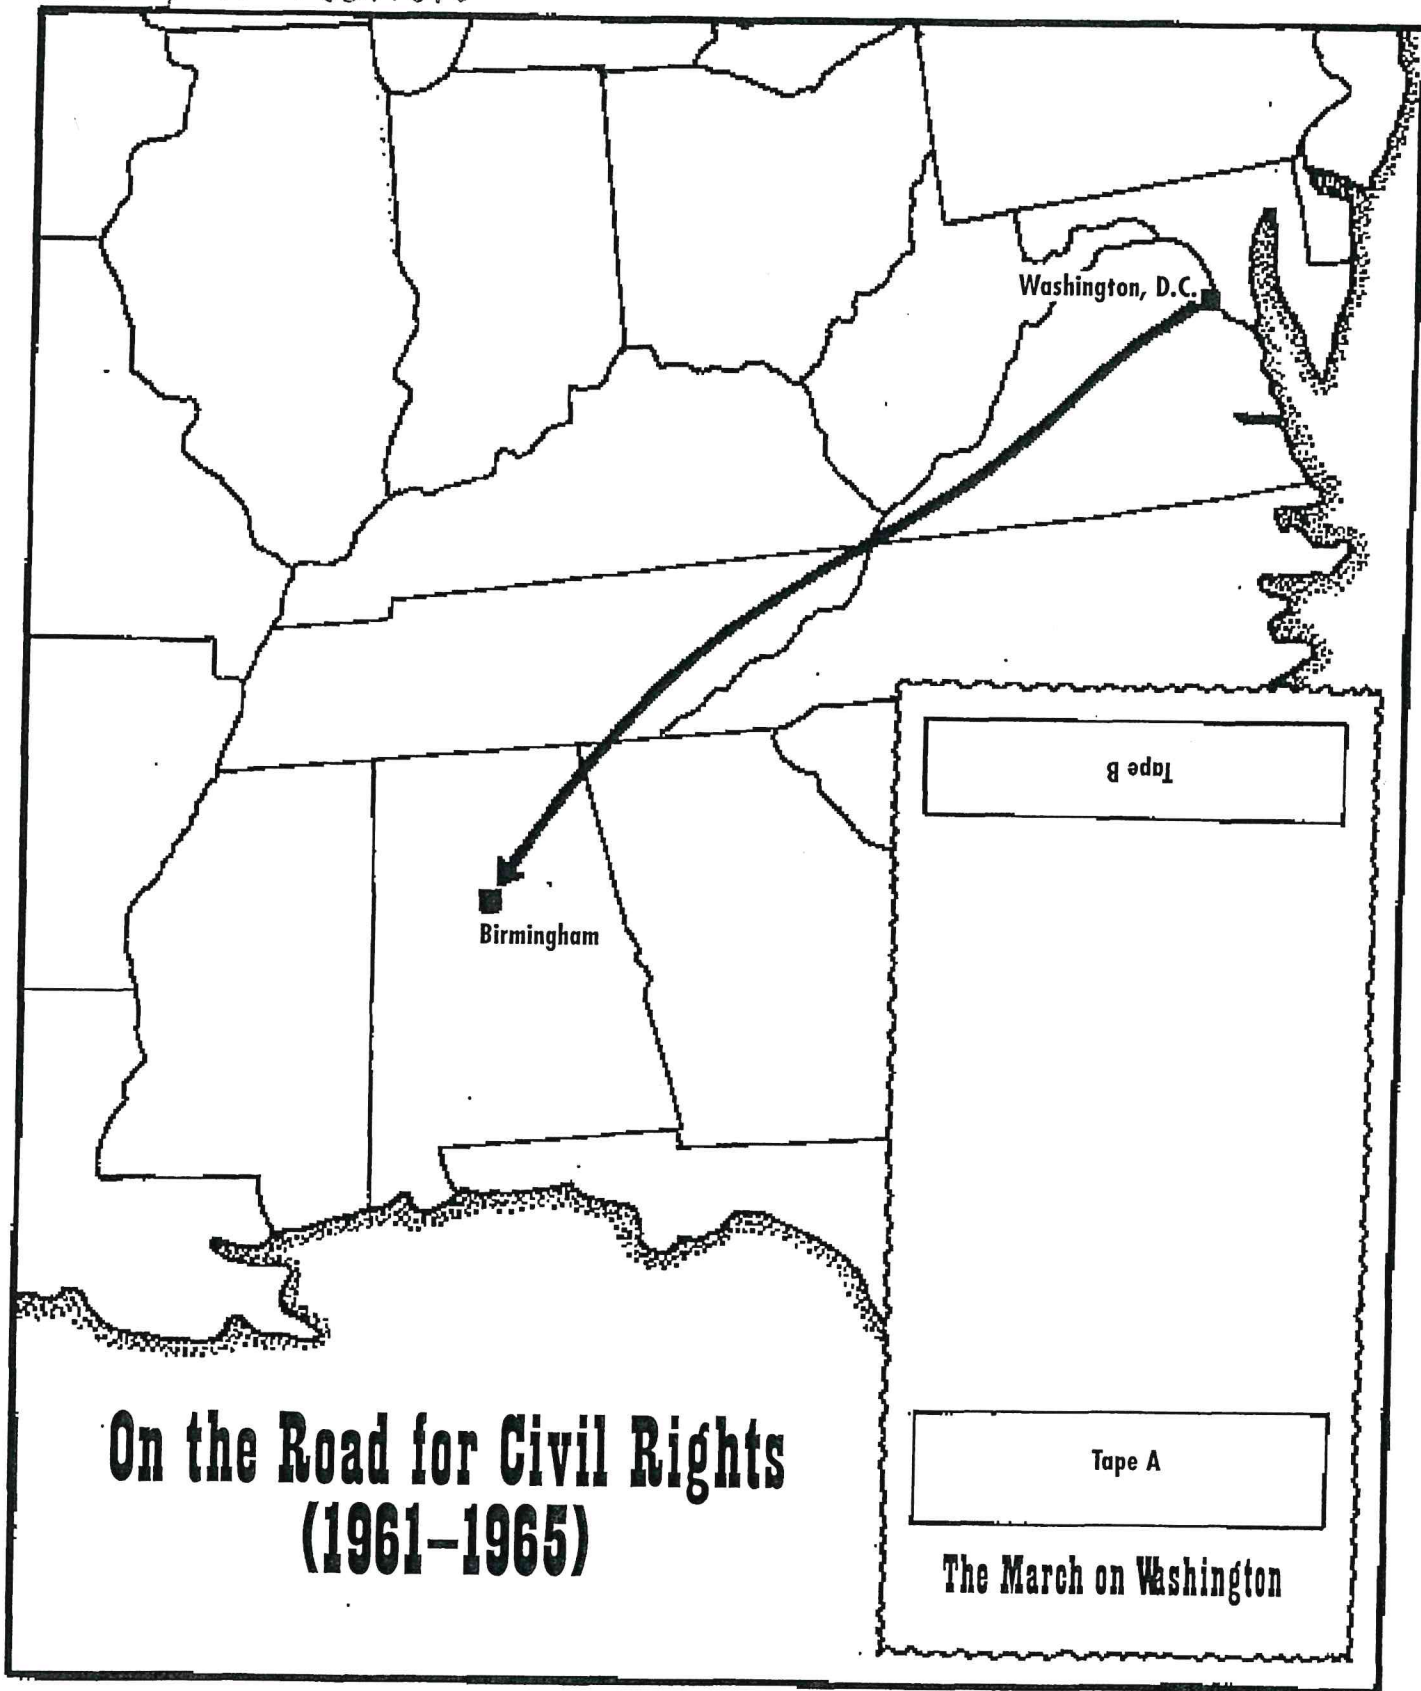 Washington, D.C.
Birmingham
Tape B
Tape A
The March on Washington
On the Road for Civil Rights
(1961–1965)